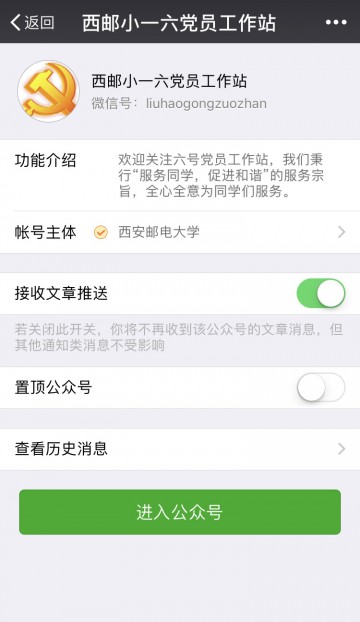 返回
西邮小一六党员工作站
西邮小一六党员工作站
微信号：liuhaogongzuozhan
功能介绍
欢迎关注六号党员工作站，我们秉
行“服务同学，促进和谐”的服务宗
旨，全心全意为同学们服务。
帐号主体
西安邮电大学
接收文章推送
若关闭此开关，你将不再收到该公众号的文章消息，但
其他通知类消息不受影响
置顶公众号
查看历史消息
进入公众号